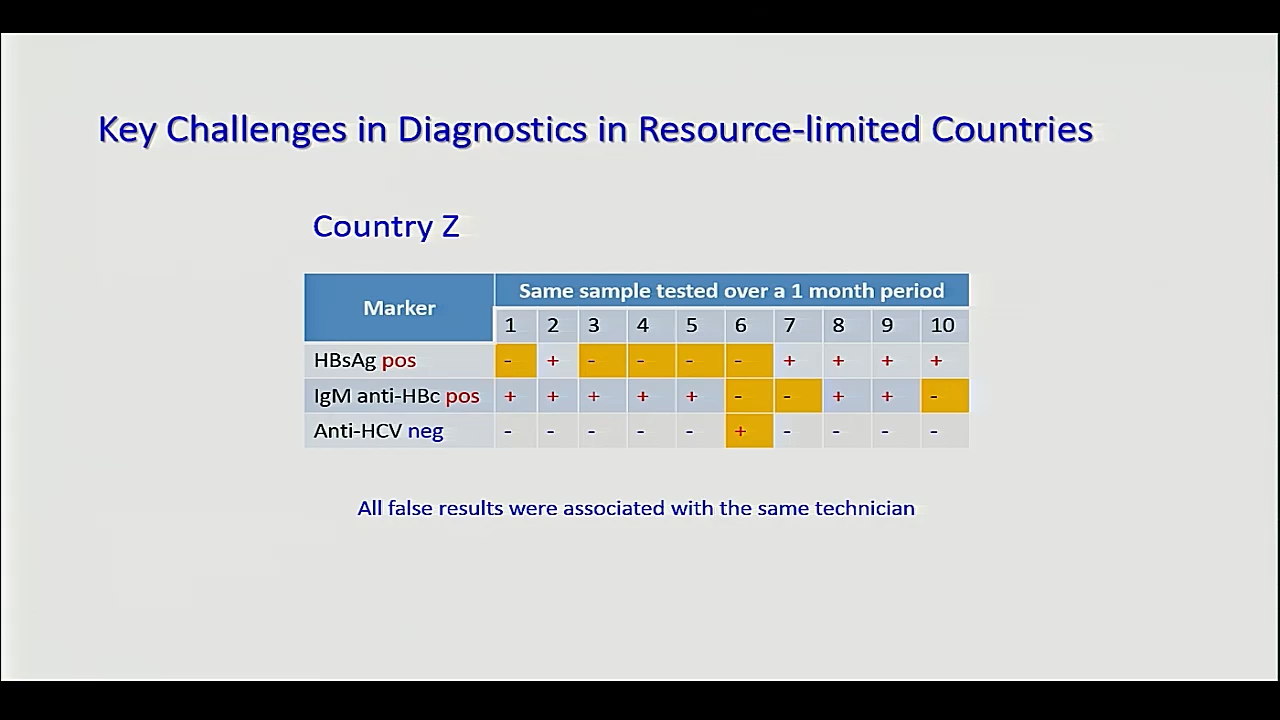 Key Challenges in Diagnostics in Resource-limited Countries
Country Z
Marker Same sample tested over a 1 month period
1 2 3 4 5 6 7 8 9 10
HBsAg pos - + - - - - + + + +
IgM anti-HBc pos + + + + + - - + + -
Anti-HCV neg - - - - - + - - - -
All false results were associated with the same technician